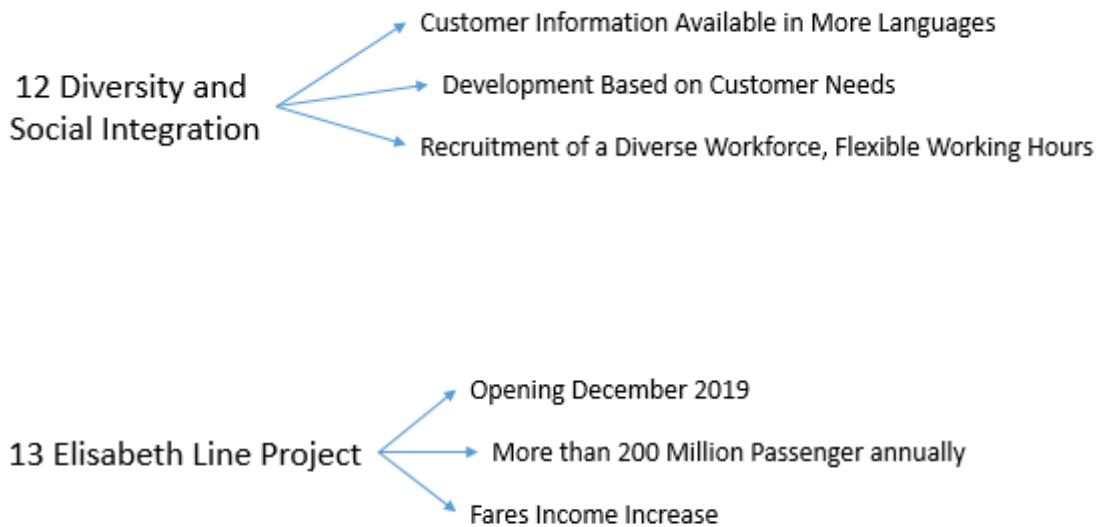 Customer Information Available in More Languages
12 Diversity and
Social Integration
Development Based on Customer Needs
Recruitment of a Diverse Workforce, Flexible Working Hours
Opening December 2019
13 Elisabeth Line Project
More than 200 Million Passenger annually
Fares Income Increase